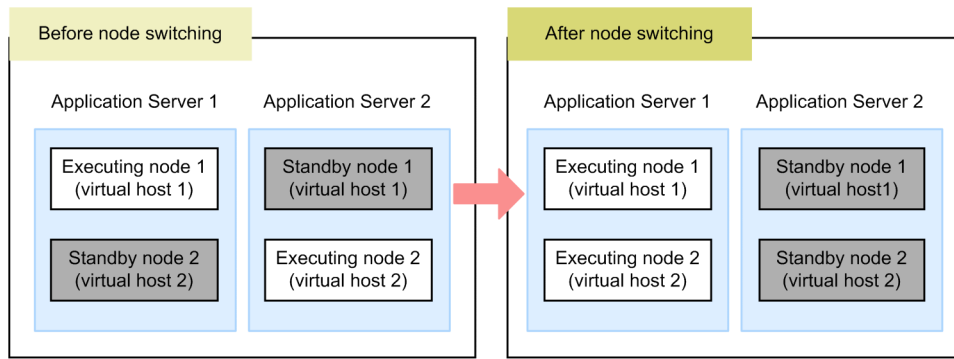 Before node switching
Application Server 1
Application Server 2
Executing node 1
(virtual host 1)
Standby node 1
(virtual host 1)
Standby node 2
(virtual host 2)
Executing node 2
(virtual host 2)
After node switching
Application Server 1
Application Server 2
Executing node 1
(virtual host 1)
Standby node 1
(virtual host1)
Executing node 2
(virtual host 2)
Standby node 2
(virtual host 2)